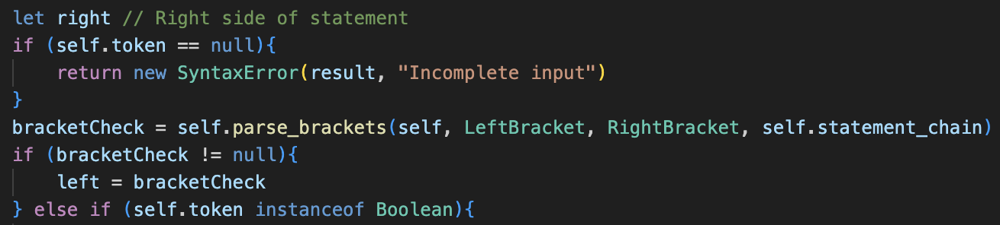 let right // Right side of statement
if (self.token == null){
    return new SyntaxError(result, "Incomplete input")
}
bracketCheck = self.parse_brackets(self, LeftBracket, RightBracket, self.statement_chain)
if (bracketCheck != null){
    left = bracketCheck
} else if (self.token instanceof Boolean){